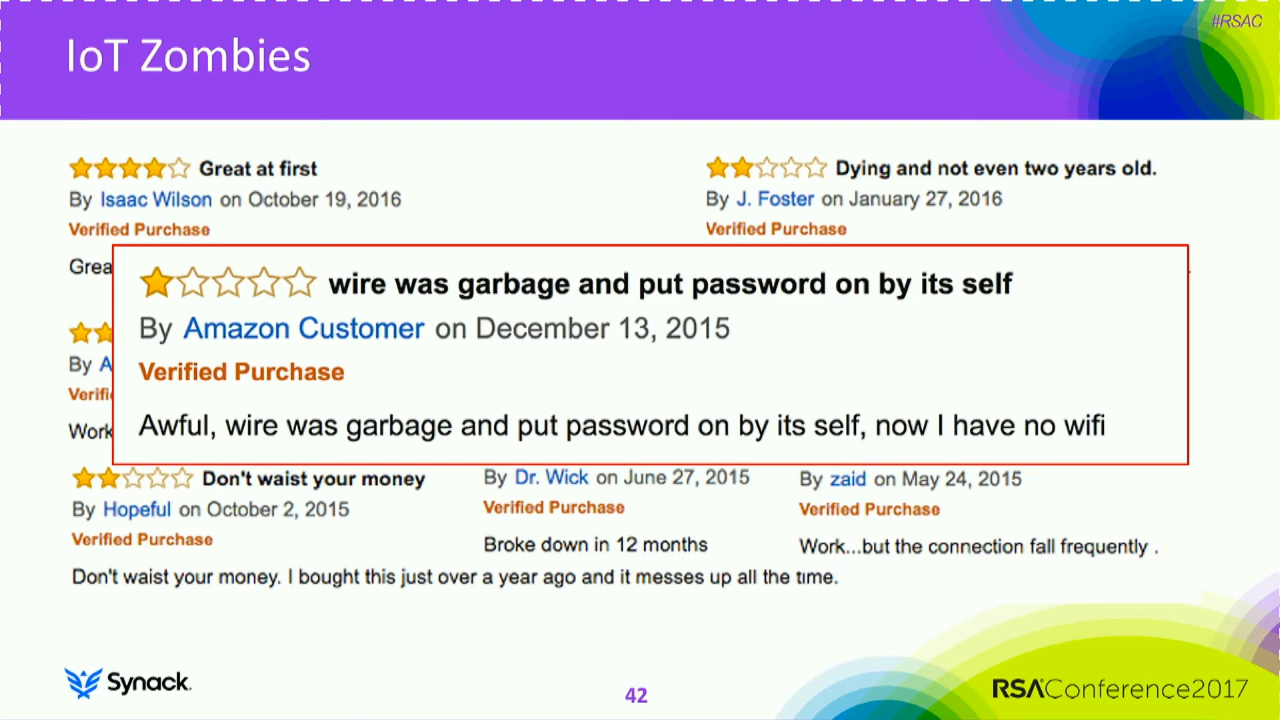 #RSAC
IoT Zombies
Great at first
By Isaac Wilson on October 19, 2016
Verified Purchase
Grea
Dying and not even two years old.
By J. Foster on January 27, 2016
Verified Purchase
wire was garbage and put password on by its self
By Amazon Customer on December 13, 2015
Verified Purchase
Awful, wire was garbage and put password on by its self, now I have no wifi
By A
Verifi
Work
Don't waist your money
By Hopeful on October 2, 2015
Verified Purchase
Don't waist your money. I bought this just over a year ago and it messes up all the time.
By Dr. Wick on June 27, 2015
Verified Purchase
Broke down in 12 months
By zaid on May 24, 2015
Verified Purchase
Work...but the connection fall frequently .
Synack
42
RSAConference2017